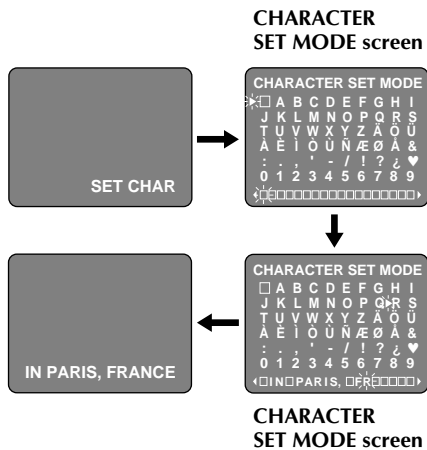 CHARACTER
SET MODE screen
SET CHAR
CHARACTER SET MODE
□ A B C D E F G H I
J K L M N O P Q R S
T U V W X Y Z Ä Ö Ü
À È Ì Ò Ù Ñ Æ Ø Å &
: . , ' - / ! ? ¿ ♥
0 1 2 3 4 5 6 7 8 9
IN PARIS, FRANCE
CHARACTER SET MODE
□ A B C D E F G H I
J K L M N O P Q R S
T U V W X Y Z Ä Ö Ü
À È Ì Ò Ù Ñ Æ Ø Å &
: . , ' - / ! ? ¿ ♥
0 1 2 3 4 5 6 7 8 9
□IN□PARIS, □FR□□□□□
CHARACTER
SET MODE screen